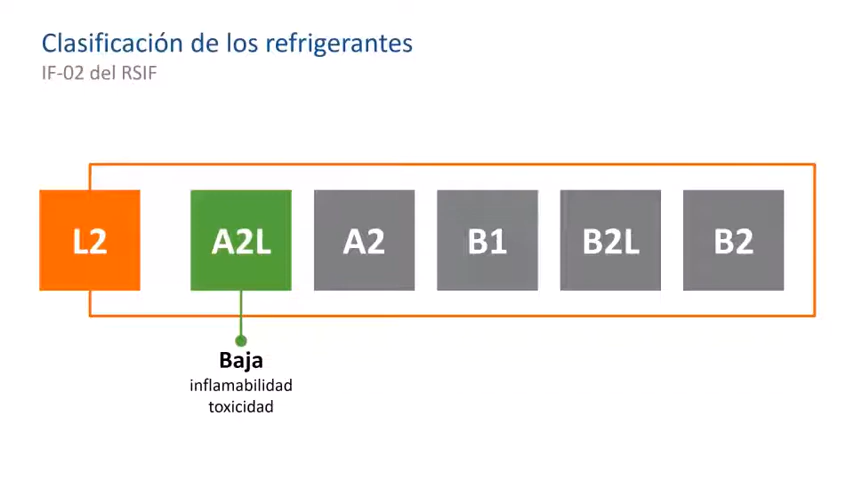 Clasificación de los refrigerantes
IF-02 del RSIF
L2
A2L
A2
B1
B2L
B2
Baja
inflamabilidad
toxicidad